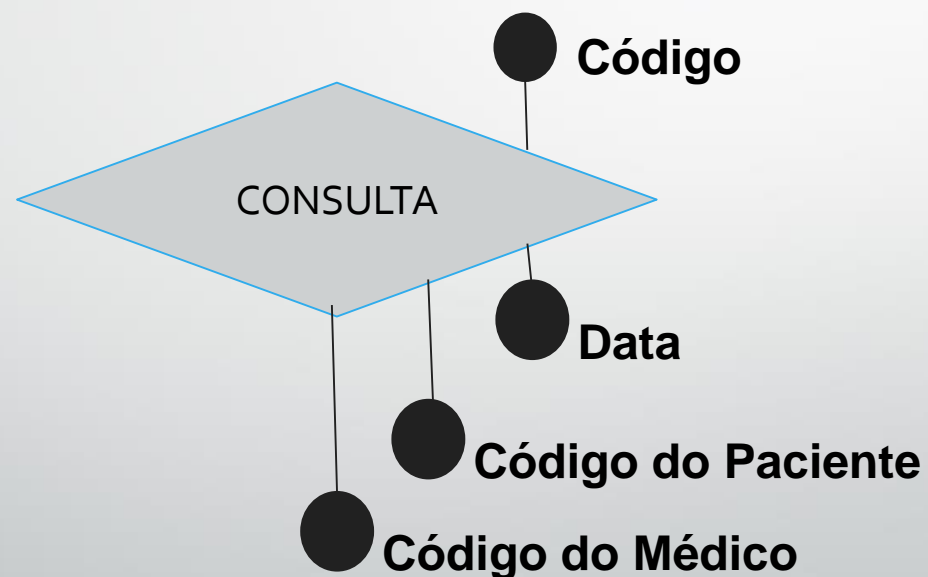 Código
CONSULTA
Data
Código do Paciente
Código do Médico